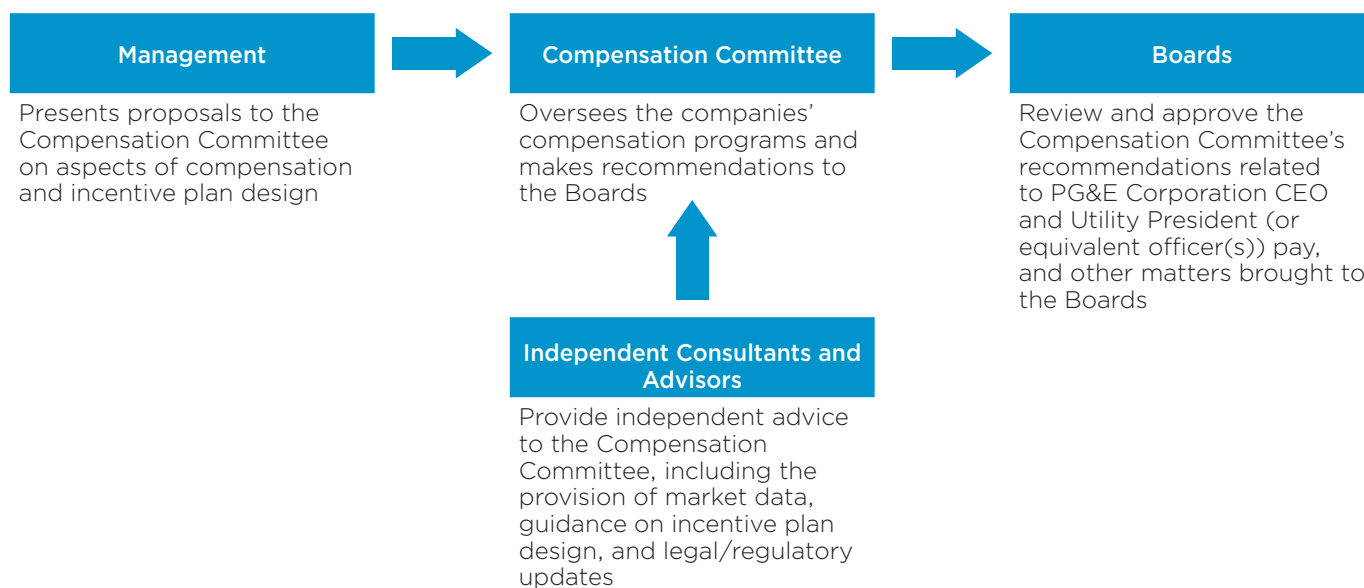 Management
Presents proposals to the
Compensation Committee
on aspects of compensation
and incentive plan design
Compensation Committee
Oversees the companies’
compensation programs and
makes recommendations to
the Boards
Boards
Review and approve the
Compensation Committee’s
recommendations related
to PG&E Corporation CEO
and Utility President (or
equivalent officer(s)) pay,
and other matters brought to
the Boards
Independent Consultants and
Advisors
Provide independent advice
to the Compensation
Committee, including the
provision of market data,
guidance on incentive plan
design, and legal/regulatory
updates